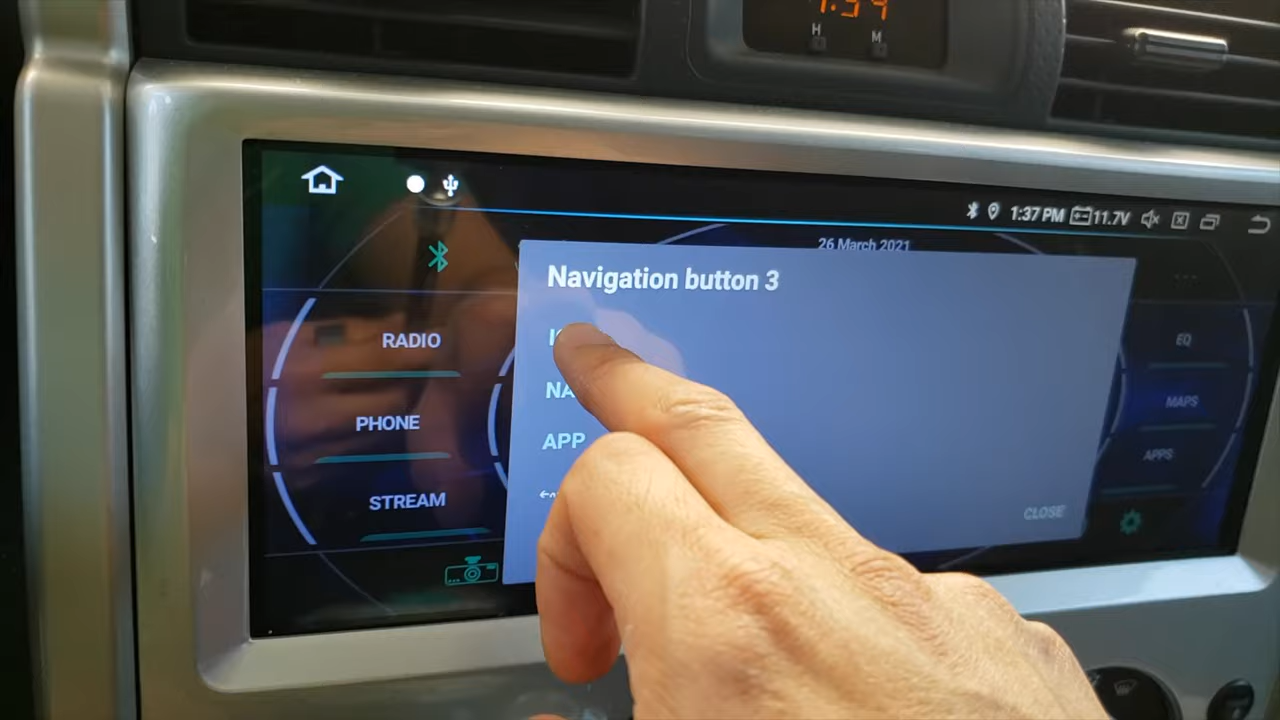 H M
1:37 PM 11.7V
26 March 2021
Navigation button 3
RADIO
EQ
MAPS
PHONE
APP
APPS
STREAM
CLOSE